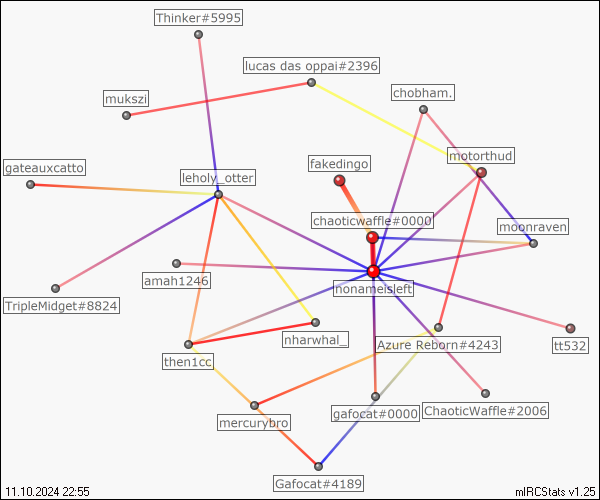 Thinker#5995
lucas das oppai#2396
mukszi
chobham.
motorthud
fakedingo
gateauxcatto
leholy_otter
chaoticwaffle#0000
moonraven
amah1246
nonameisleft
TripleMidget#8824
nharwhal_
Azure Reborn#4243
tt532
then1cc
mercurybro
gafocat#0000
ChaoticWaffle#2006
Gafocat#4189
11.10.2024 22:55
mIRCStats v1.25